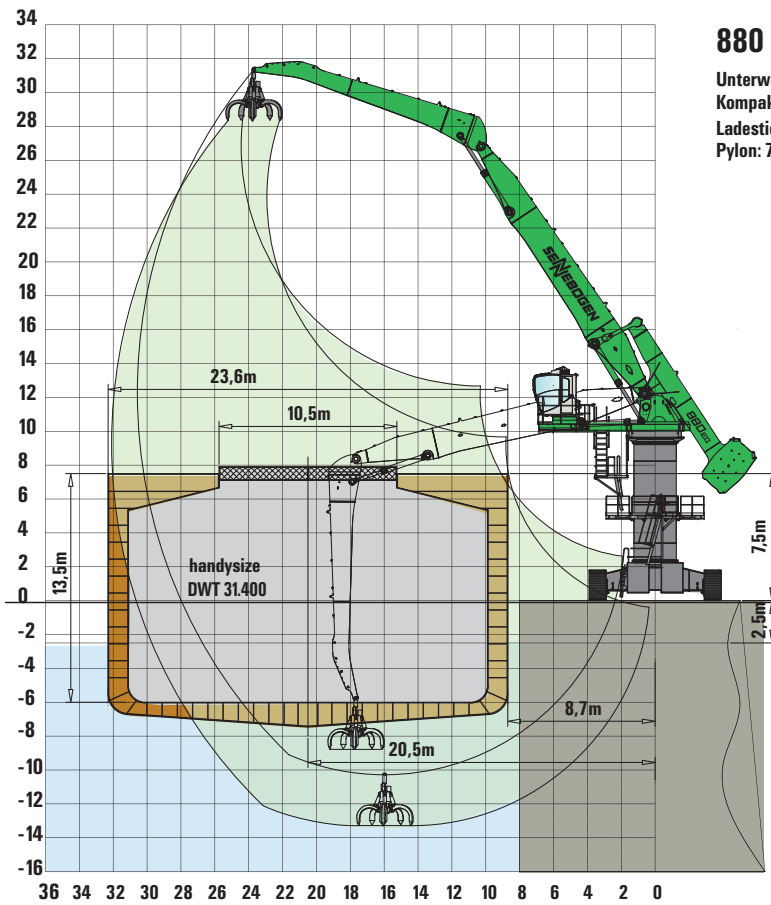 34
32
30
28
26
24
22
20
18
16
14
12
10
8
6
4
2
0
-2
-4
-6
-8
-10
-12
-14
-16
36 34 32 30 28 26 24 22 20 18 16 14 12 10 8 6 4 2 0
880
Unterw
Kompak
Ladestie
Pylon: 7
SENNEBOGEN
880
23,6m
10,5m
handysize
DWT 31.400
13,5m
7,5m
2,5m
8,7m
20,5m